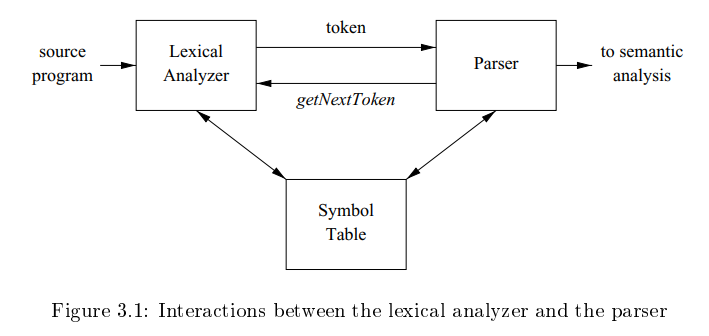 token
source
program
Lexical
Analyzer
Parser
to semantic
analysis
getNextToken
Symbol
Table
Figure 3.1: Interactions between the lexical analyzer and the parser